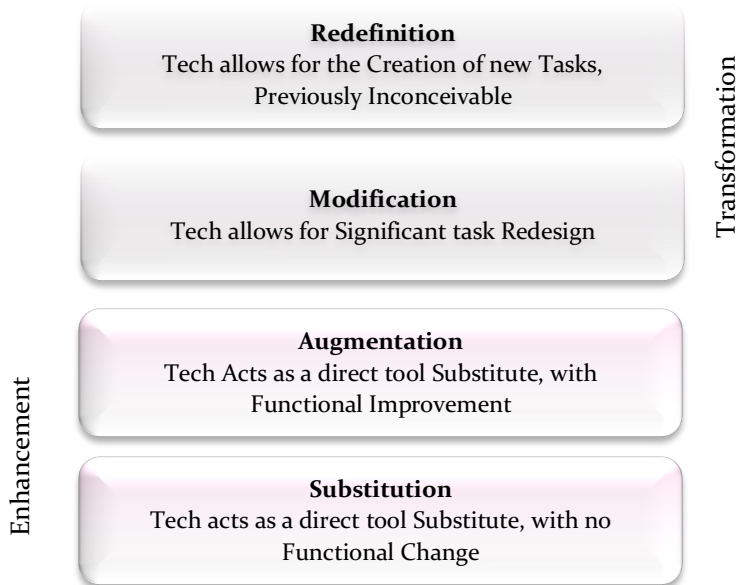 Redefinition
Tech allows for the Creation of new Tasks,
Previously Inconceivable
Transformation
Modification
Tech allows for Significant task Redesign
Augmentation
Tech Acts as a direct tool Substitute, with
Functional Improvement
Enhancement
Substitution
Tech acts as a direct tool Substitute, with no
Functional Change